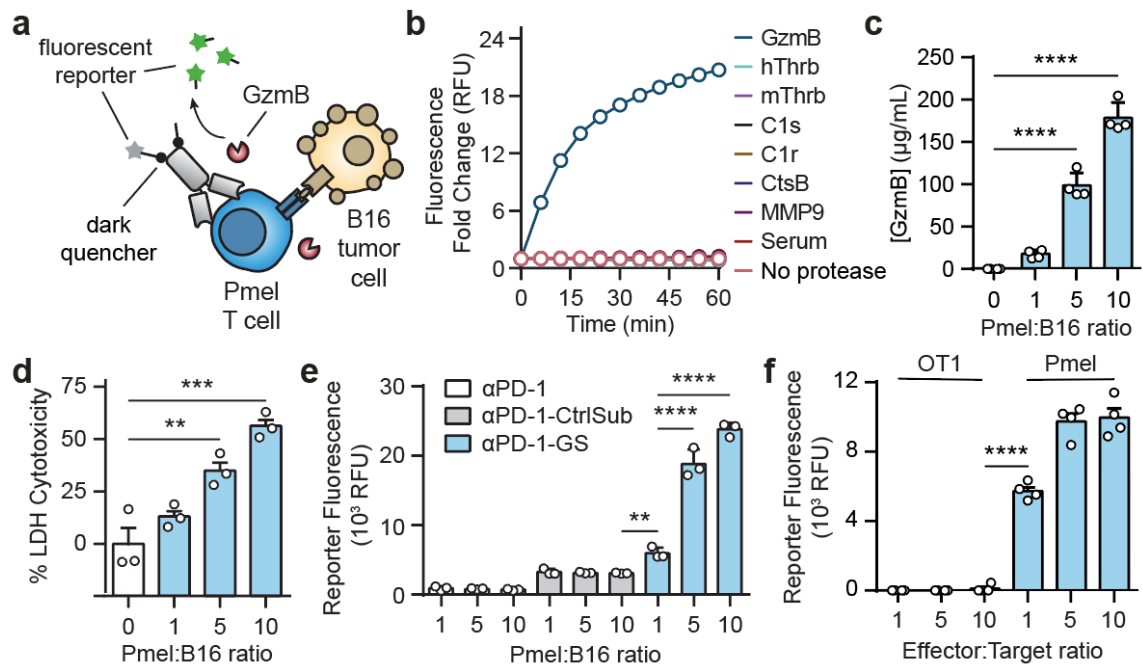 a
fluorescent
reporter
GzmB
dark
quencher
Pmel
T cell
B16
tumor
cell
b
Fluorescence
Fold Change (RFU)
24
18
12
6
0
0 15 30 45 60
Time (min)
GzmB
hThrb
mThrb
C1s
C1r
CtsB
MMP9
Serum
No protease
c
[GzmB] (µg/mL)
250
200
150
100
50
0
****
****
0 1 5 10
Pmel:B16 ratio
d
% LDH Cytotoxicity
75
50
25
0
***
**
0 1 5 10
Pmel:B16 ratio
e
Reporter Fluorescence
(10³ RFU)
30
20
10
0
αPD-1
αPD-1-CtrlSub
αPD-1-GS
****
****
**
1 5 10 1 5 10 1 5 10
Pmel:B16 ratio
f
OT1 Pmel
Reporter Fluorescence
(10³ RFU)
12
8
4
0
****
1 5 10 1 5 10
Effector:Target ratio